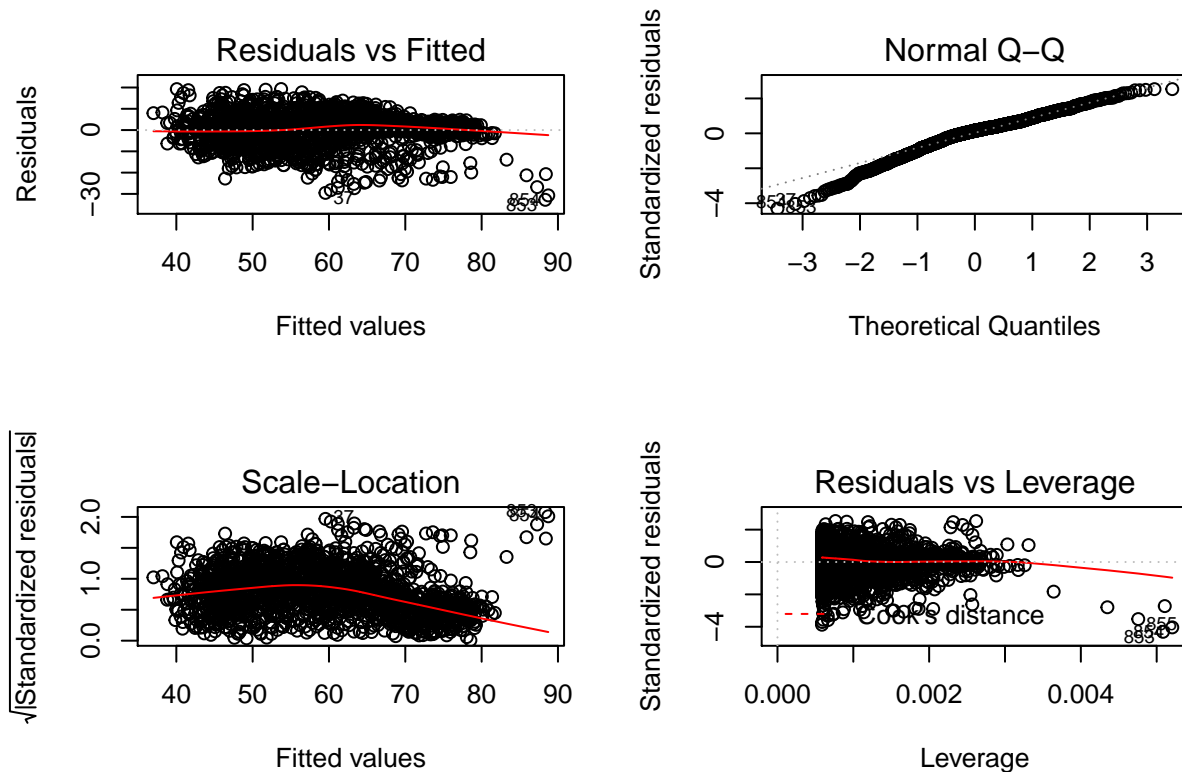 Residuals vs Fitted
Residuals
0
−30
37
40 50 60 70 80 90
Fitted values
Normal Q−Q
Standardized residuals
0
−4
−3 −2 −1 0 1 2 3
Theoretical Quantiles
Scale−Location
√|Standardized residuals|
2.0
1.0
0.0
37
40 50 60 70 80 90
Fitted values
Residuals vs Leverage
Standardized residuals
0
−4
Cook's distance
0.000 0.002 0.004
Leverage